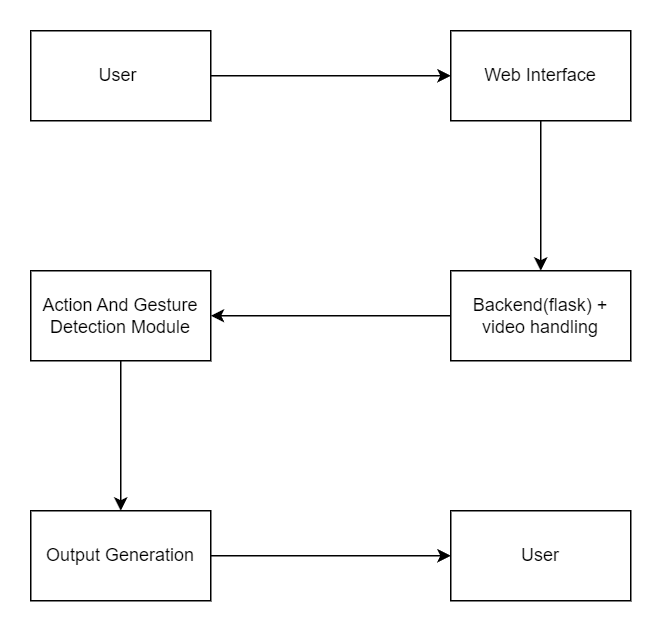 User
Web Interface
Action And Gesture
Detection Module
Backend(flask) +
video handling
Output Generation
User